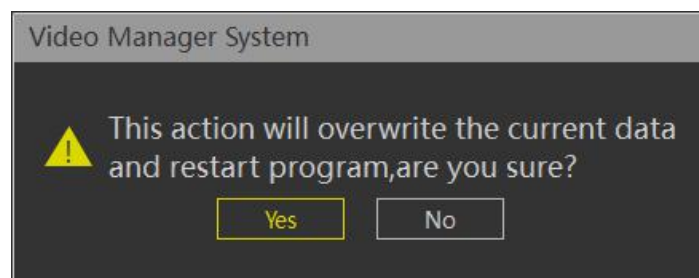 Video Manager System
This action will overwrite the current data
and restart program,are you sure?
Yes No